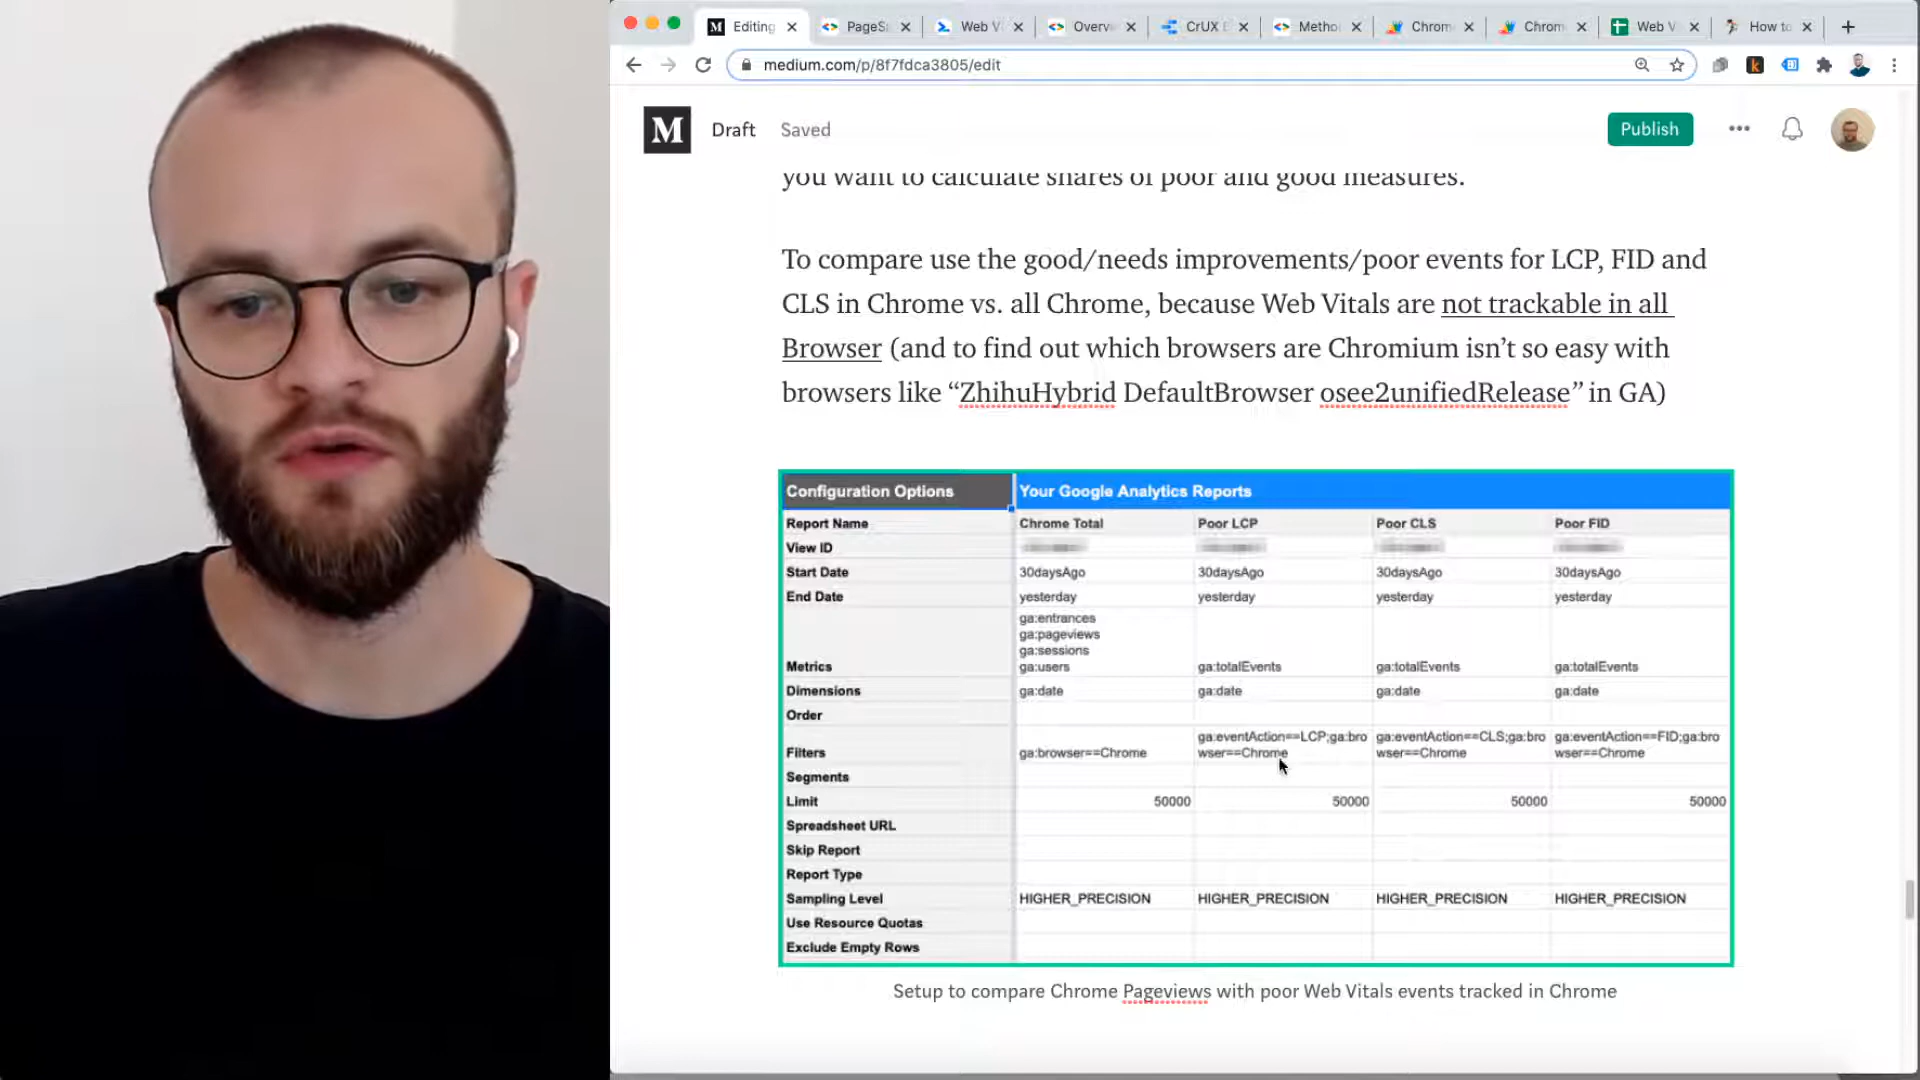 Editing
PageS
Web V
Overv
CrUX E
Metho
Chrom
Chrom
Web V
How to
medium.com/p/8f7fdca3805/edit
M
Draft
Saved
Publish
you want to calculate shares of poor and good measures.
To compare use the good/needs improvements/poor events for LCP, FID and
CLS in Chrome vs. all Chrome, because Web Vitals are not trackable in all
Browser (and to find out which browsers are Chromium isn’t so easy with
browsers like “ZhihuHybrid DefaultBrowser osee2unifiedRelease” in GA)
Configuration Options Your Google Analytics Reports
Report Name Chrome Total Poor LCP Poor CLS Poor FID
View ID
Start Date 30daysAgo 30daysAgo 30daysAgo 30daysAgo
End Date yesterday yesterday yesterday yesterday
ga:entrances
ga:pageviews
ga:sessions
Metrics ga:users ga:totalEvents ga:totalEvents ga:totalEvents
Dimensions ga:date ga:date ga:date ga:date
Order
ga:eventAction==LCP;ga:bro ga:eventAction==CLS;ga:bro ga:eventAction==FID;ga:bro
Filters ga:browser==Chrome wser==Chrome wser==Chrome wser==Chrome
Segments
Limit 50000 50000 50000 50000
Spreadsheet URL
Skip Report
Report Type
Sampling Level HIGHER_PRECISION HIGHER_PRECISION HIGHER_PRECISION HIGHER_PRECISION
Use Resource Quotas
Exclude Empty Rows
Setup to compare Chrome Pageviews with poor Web Vitals events tracked in Chrome